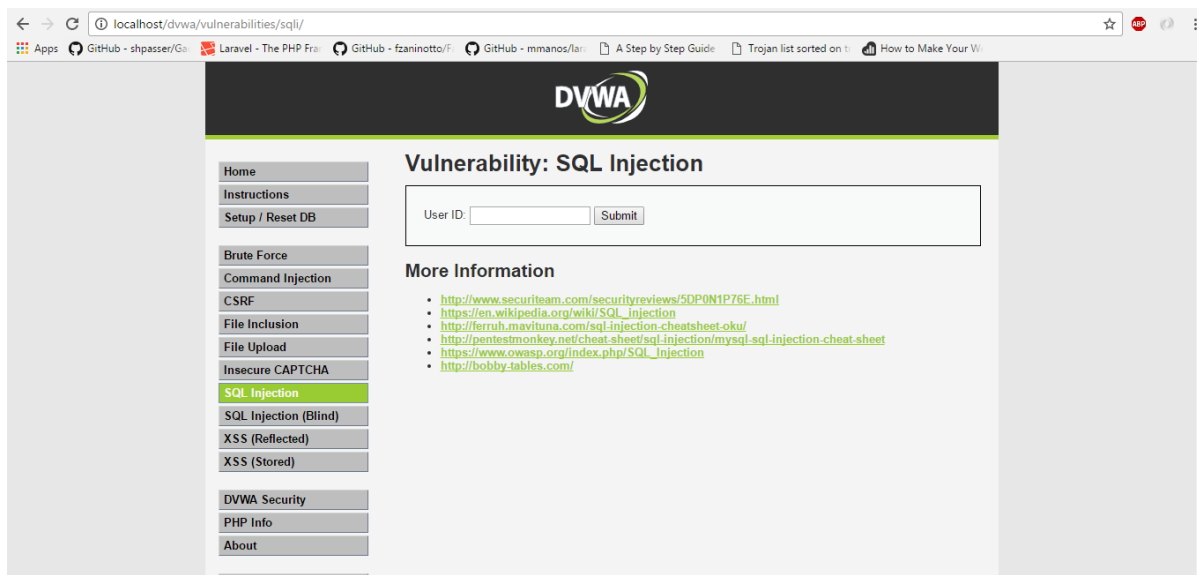 localhost/dvwa/vulnerabilities/sqli/
ABP
Apps GitHub - shpasser/Ga Laravel - The PHP Fra GitHub - fzaninotto/F GitHub - mmanos/lar A Step by Step Guide Trojan list sorted on t How to Make Your W
DVWA
Home
Instructions
Setup / Reset DB
Brute Force
Command Injection
CSRF
File Inclusion
File Upload
Insecure CAPTCHA
SQL Injection
SQL Injection (Blind)
XSS (Reflected)
XSS (Stored)
DVWA Security
PHP Info
About
Vulnerability: SQL Injection
User ID: Submit
More Information
http://www.securiteam.com/securityreviews/5DP0N1P76E.html
https://en.wikipedia.org/wiki/SQL_injection
http://ferruh.mavituna.com/sql-injection-cheatsheet-oku/
http://pentestmonkey.net/cheat-sheet/sql-injection/mysql-sql-injection-cheat-sheet
https://www.owasp.org/index.php/SQL_Injection
http://bobby-tables.com/